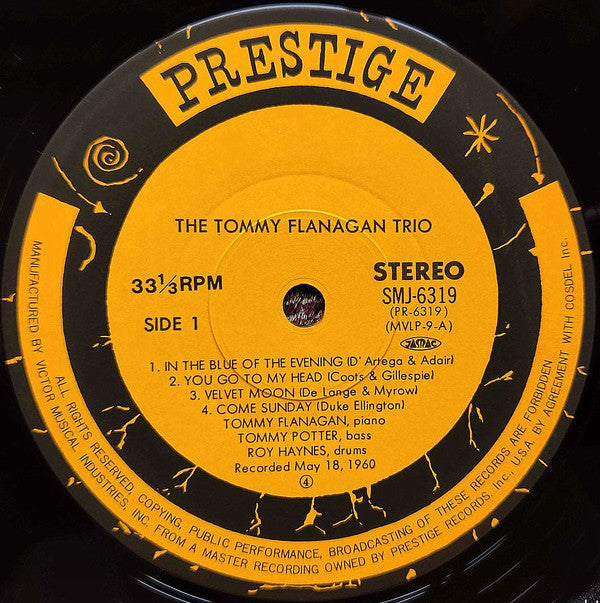 PRESTIGE
THE TOMMY FLANAGAN TRIO
33 1/3 RPM
STEREO
SMJ-6319
(PR-6319)
(MVLP-9-A)
SIDE 1
JASRAC
1. IN THE BLUE OF THE EVENING (D' Artega & Adair)
2. YOU GO TO MY HEAD (Coots & Gillespie)
3. VELVET MOON (De Lange & Myrow)
4. COME SUNDAY (Duke Ellington)
TOMMY FLANAGAN, piano
TOMMY POTTER, bass
ROY HAYNES, drums
Recorded May 18, 1960
④
ALL RIGHTS RESERVED, COPYING, PUBLIC PERFORMANCE, BROADCASTING OF THESE RECORDS ARE FORBIDDEN
MANUFACTURED BY VICTOR MUSICAL INDUSTRIES, INC. FROM A MASTER RECORDING OWNED BY PRESTIGE RECORDS, Inc., U.S.A. BY AGREEMENT WITH COSDEL Inc.